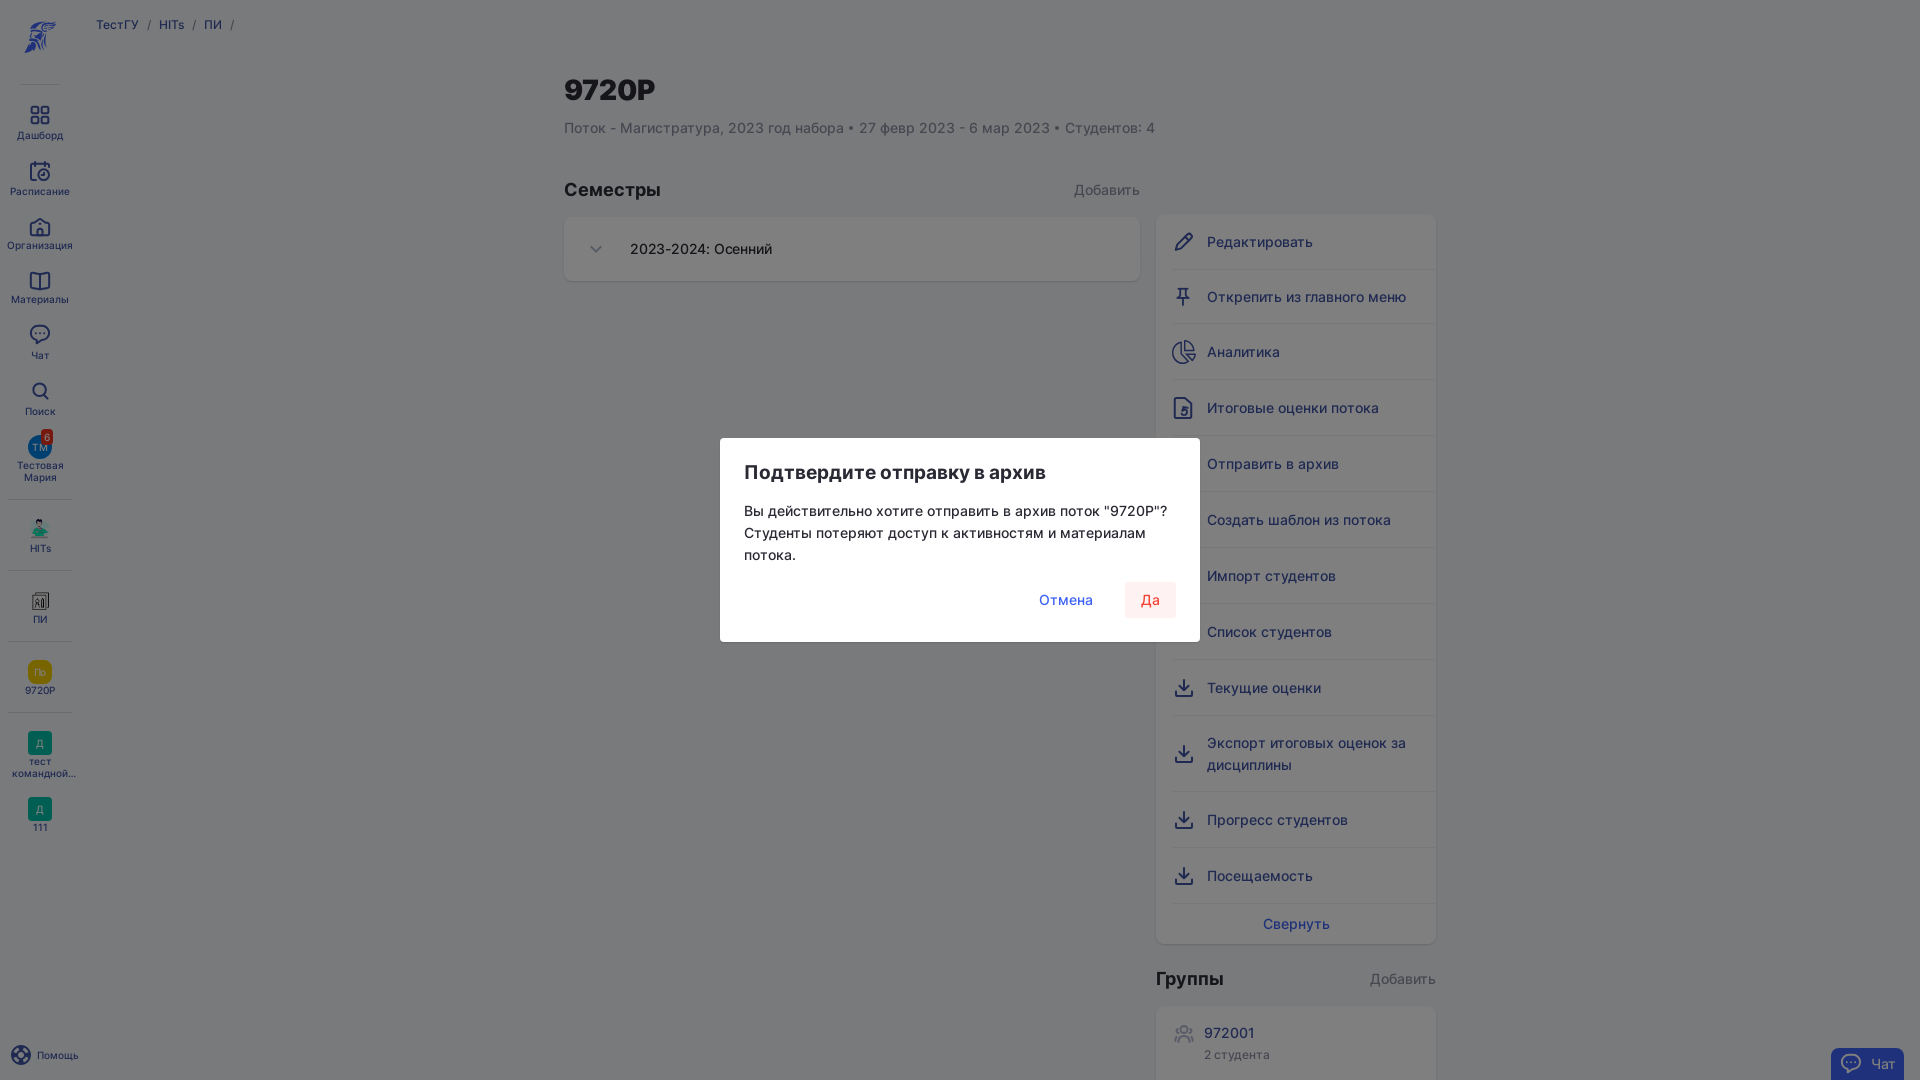 ТестГУ / HITs / ПИ /
Дашборд
Расписание
Организация
Материалы
Чат
Поиск
ТМ
6
Тестовая
Мария
HITs
ПИ
По
9720Р
Д
тест
командной...
Д
111
Помощь
9720Р
Поток - Магистратура, 2023 год набора • 27 февр 2023 - 6 мар 2023 • Студентов: 4
Семестры
Добавить
2023-2024: Осенний
Подтвердите отправку в архив
Вы действительно хотите отправить в архив поток "9720Р"?
Студенты потеряют доступ к активностям и материалам
потока.
Отмена
Да
Редактировать
Открепить из главного меню
Аналитика
Итоговые оценки потока
Отправить в архив
Создать шаблон из потока
Импорт студентов
Список студентов
Текущие оценки
Экспорт итоговых оценок за
дисциплины
Прогресс студентов
Посещаемость
Свернуть
Группы
Добавить
972001
2 студента
Чат